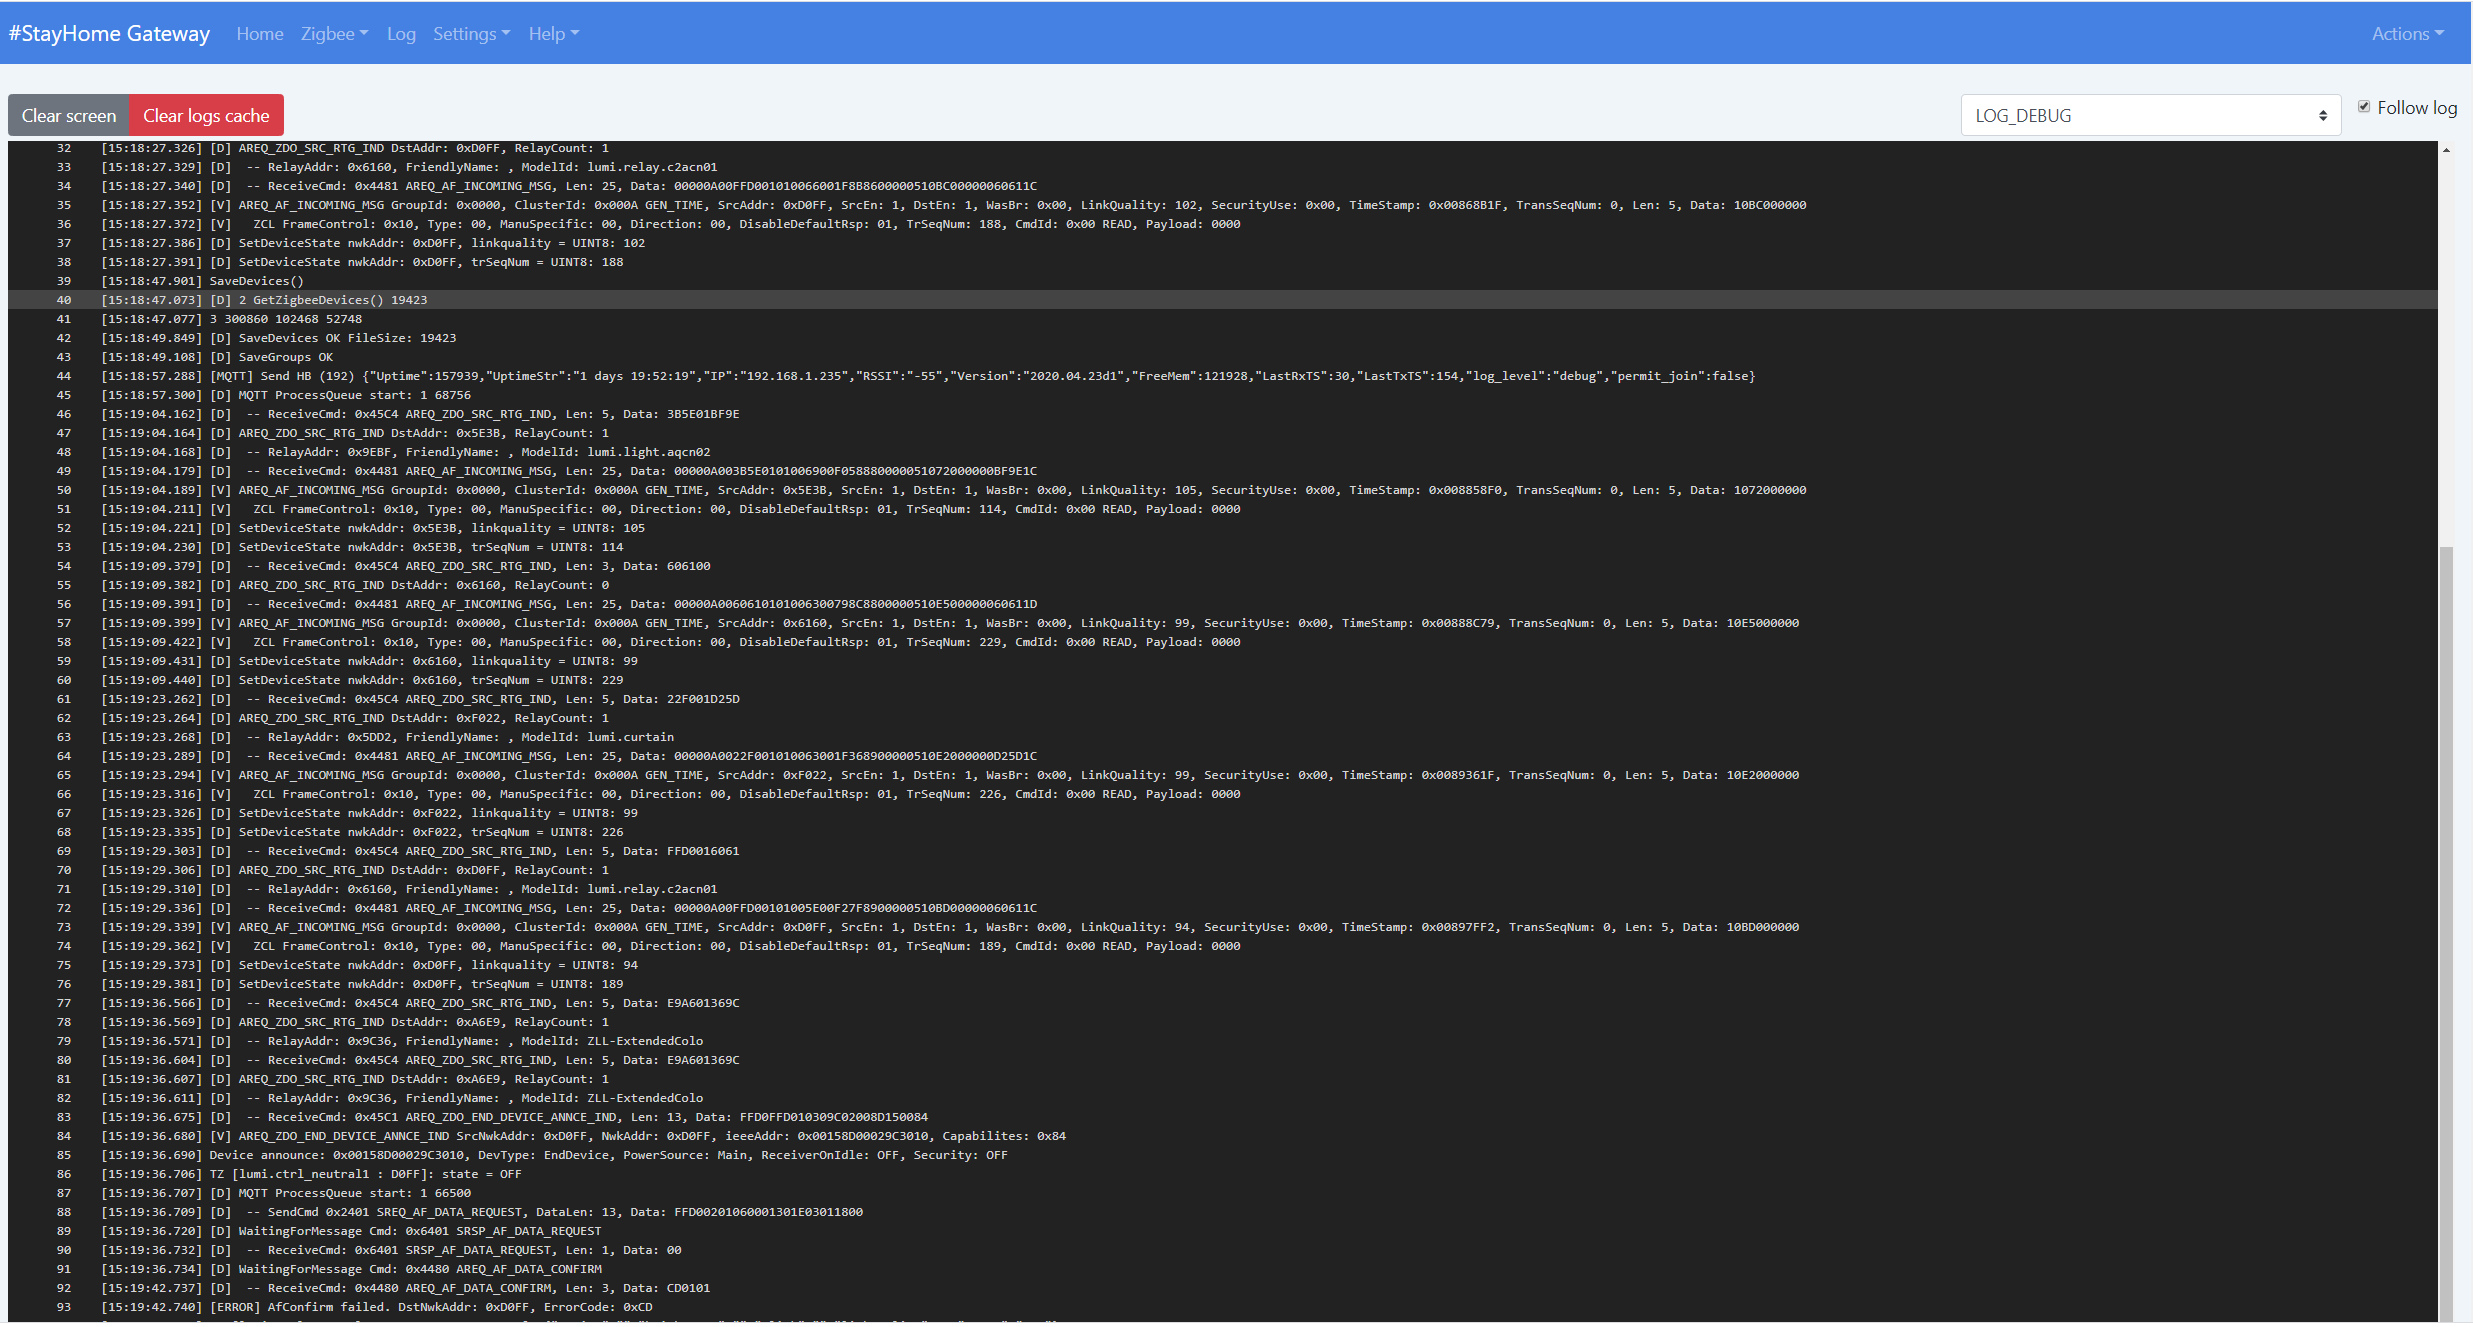 #StayHome Gateway Home Zigbee Log Settings Help Actions
Clear screen Clear logs cache LOG_DEBUG Follow log
32 [15:18:27.326] [D] AREQ_ZDO_SRC_RTG_IND DstAddr: 0xD0FF, RelayCount: 1
33 [15:18:27.329] [D] -- RelayAddr: 0x6160, FriendlyName: , ModelId: lumi.relay.c2acn01
34 [15:18:27.340] [D] -- ReceiveCmd: 0x4481 AREQ_AF_INCOMING_MSG, Len: 25, Data: 00000A00FFD001010066001F8B8600000510BC00000060611C
35 [15:18:27.352] [V] AREQ_AF_INCOMING_MSG GroupId: 0x0000, ClusterId: 0x000A GEN_TIME, SrcAddr: 0xD0FF, SrcEn: 1, DstEn: 1, WasBr: 0x00, LinkQuality: 102, SecurityUse: 0x00, TimeStamp: 0x00868B1F, TransSeqNum: 0, Len: 5, Data: 10BC000000
36 [15:18:27.372] [V] ZCL FrameControl: 0x10, Type: 00, ManuSpecific: 00, Direction: 00, DisableDefaultRsp: 01, TrSeqNum: 188, CmdId: 0x00 READ, Payload: 0000
37 [15:18:27.386] [D] SetDeviceState nwkAddr: 0xD0FF, linkquality = UINT8: 102
38 [15:18:27.391] [D] SetDeviceState nwkAddr: 0xD0FF, trSeqNum = UINT8: 188
39 [15:18:47.901] SaveDevices()
40 [15:18:47.073] [D] 2 GetZigbeeDevices() 19423
41 [15:18:47.077] 3 300860 102468 52748
42 [15:18:49.849] [D] SaveDevices OK FileSize: 19423
43 [15:18:49.108] [D] SaveGroups OK
44 [15:18:57.288] [MQTT] Send HB (192) {"Uptime":157939,"UptimeStr":"1 days 19:52:19","IP":"192.168.1.235","RSSI":"-55","Version":"2020.04.23d1","FreeMem":121928,"LastRxTS":30,"LastTxTS":154,"log_level":"debug","permit_join":false}
45 [15:18:57.300] [D] MQTT ProcessQueue start: 1 68756
46 [15:19:04.162] [D] -- ReceiveCmd: 0x45C4 AREQ_ZDO_SRC_RTG_IND, Len: 5, Data: 3B5E01BF9E
47 [15:19:04.164] [D] AREQ_ZDO_SRC_RTG_IND DstAddr: 0x5E3B, RelayCount: 1
48 [15:19:04.168] [D] -- RelayAddr: 0x9EBF, FriendlyName: , ModelId: lumi.light.aqcn02
49 [15:19:04.179] [D] -- ReceiveCmd: 0x4481 AREQ_AF_INCOMING_MSG, Len: 25, Data: 00000A003B5E0101006900F058880000051072000000BF9E1C
50 [15:19:04.189] [V] AREQ_AF_INCOMING_MSG GroupId: 0x0000, ClusterId: 0x000A GEN_TIME, SrcAddr: 0x5E3B, SrcEn: 1, DstEn: 1, WasBr: 0x00, LinkQuality: 105, SecurityUse: 0x00, TimeStamp: 0x008858F0, TransSeqNum: 0, Len: 5, Data: 1072000000
51 [15:19:04.211] [V] ZCL FrameControl: 0x10, Type: 00, ManuSpecific: 00, Direction: 00, DisableDefaultRsp: 01, TrSeqNum: 114, CmdId: 0x00 READ, Payload: 0000
52 [15:19:04.221] [D] SetDeviceState nwkAddr: 0x5E3B, linkquality = UINT8: 105
53 [15:19:04.230] [D] SetDeviceState nwkAddr: 0x5E3B, trSeqNum = UINT8: 114
54 [15:19:09.379] [D] -- ReceiveCmd: 0x45C4 AREQ_ZDO_SRC_RTG_IND, Len: 3, Data: 606100
55 [15:19:09.382] [D] AREQ_ZDO_SRC_RTG_IND DstAddr: 0x6160, RelayCount: 0
56 [15:19:09.391] [D] -- ReceiveCmd: 0x4481 AREQ_AF_INCOMING_MSG, Len: 25, Data: 00000A0060610101006300798C8800000510E500000060611D
57 [15:19:09.399] [V] AREQ_AF_INCOMING_MSG GroupId: 0x0000, ClusterId: 0x000A GEN_TIME, SrcAddr: 0x6160, SrcEn: 1, DstEn: 1, WasBr: 0x00, LinkQuality: 99, SecurityUse: 0x00, TimeStamp: 0x00888C79, TransSeqNum: 0, Len: 5, Data: 10E5000000
58 [15:19:09.422] [V] ZCL FrameControl: 0x10, Type: 00, ManuSpecific: 00, Direction: 00, DisableDefaultRsp: 01, TrSeqNum: 229, CmdId: 0x00 READ, Payload: 0000
59 [15:19:09.431] [D] SetDeviceState nwkAddr: 0x6160, linkquality = UINT8: 99
60 [15:19:09.440] [D] SetDeviceState nwkAddr: 0x6160, trSeqNum = UINT8: 229
61 [15:19:23.262] [D] -- ReceiveCmd: 0x45C4 AREQ_ZDO_SRC_RTG_IND, Len: 5, Data: 22F001D25D
62 [15:19:23.264] [D] AREQ_ZDO_SRC_RTG_IND DstAddr: 0xF022, RelayCount: 1
63 [15:19:23.268] [D] -- RelayAddr: 0x5DD2, FriendlyName: , ModelId: lumi.curtain
64 [15:19:23.289] [D] -- ReceiveCmd: 0x4481 AREQ_AF_INCOMING_MSG, Len: 25, Data: 00000A0022F001010063001F368900000510E2000000D25D1C
65 [15:19:23.294] [V] AREQ_AF_INCOMING_MSG GroupId: 0x0000, ClusterId: 0x000A GEN_TIME, SrcAddr: 0xF022, SrcEn: 1, DstEn: 1, WasBr: 0x00, LinkQuality: 99, SecurityUse: 0x00, TimeStamp: 0x0089361F, TransSeqNum: 0, Len: 5, Data: 10E2000000
66 [15:19:23.316] [V] ZCL FrameControl: 0x10, Type: 00, ManuSpecific: 00, Direction: 00, DisableDefaultRsp: 01, TrSeqNum: 226, CmdId: 0x00 READ, Payload: 0000
67 [15:19:23.326] [D] SetDeviceState nwkAddr: 0xF022, linkquality = UINT8: 99
68 [15:19:23.335] [D] SetDeviceState nwkAddr: 0xF022, trSeqNum = UINT8: 226
69 [15:19:29.303] [D] -- ReceiveCmd: 0x45C4 AREQ_ZDO_SRC_RTG_IND, Len: 5, Data: FFD0016061
70 [15:19:29.306] [D] AREQ_ZDO_SRC_RTG_IND DstAddr: 0xD0FF, RelayCount: 1
71 [15:19:29.310] [D] -- RelayAddr: 0x6160, FriendlyName: , ModelId: lumi.relay.c2acn01
72 [15:19:29.336] [D] -- ReceiveCmd: 0x4481 AREQ_AF_INCOMING_MSG, Len: 25, Data: 00000A00FFD00101005E00F27F8900000510BD00000060611C
73 [15:19:29.339] [V] AREQ_AF_INCOMING_MSG GroupId: 0x0000, ClusterId: 0x000A GEN_TIME, SrcAddr: 0xD0FF, SrcEn: 1, DstEn: 1, WasBr: 0x00, LinkQuality: 94, SecurityUse: 0x00, TimeStamp: 0x00897FF2, TransSeqNum: 0, Len: 5, Data: 10BD000000
74 [15:19:29.362] [V] ZCL FrameControl: 0x10, Type: 00, ManuSpecific: 00, Direction: 00, DisableDefaultRsp: 01, TrSeqNum: 189, CmdId: 0x00 READ, Payload: 0000
75 [15:19:29.373] [D] SetDeviceState nwkAddr: 0xD0FF, linkquality = UINT8: 94
76 [15:19:29.381] [D] SetDeviceState nwkAddr: 0xD0FF, trSeqNum = UINT8: 189
77 [15:19:36.566] [D] -- ReceiveCmd: 0x45C4 AREQ_ZDO_SRC_RTG_IND, Len: 5, Data: E9A601369C
78 [15:19:36.569] [D] AREQ_ZDO_SRC_RTG_IND DstAddr: 0xA6E9, RelayCount: 1
79 [15:19:36.571] [D] -- RelayAddr: 0x9C36, FriendlyName: , ModelId: ZLL-ExtendedColo
80 [15:19:36.604] [D] -- ReceiveCmd: 0x45C4 AREQ_ZDO_SRC_RTG_IND, Len: 5, Data: E9A601369C
81 [15:19:36.607] [D] AREQ_ZDO_SRC_RTG_IND DstAddr: 0xA6E9, RelayCount: 1
82 [15:19:36.611] [D] -- RelayAddr: 0x9C36, FriendlyName: , ModelId: ZLL-ExtendedColo
83 [15:19:36.675] [D] -- ReceiveCmd: 0x45C1 AREQ_ZDO_END_DEVICE_ANNCE_IND, Len: 13, Data: FFD0FFD010309C02008D150084
84 [15:19:36.680] [V] AREQ_ZDO_END_DEVICE_ANNCE_IND SrcNwkAddr: 0xD0FF, NwkAddr: 0xD0FF, ieeeAddr: 0x00158D00029C3010, Capabilites: 0x84
85 [15:19:36.690] Device announce: 0x00158D00029C3010, DevType: EndDevice, PowerSource: Main, ReceiverOnIdle: OFF, Security: OFF
86 [15:19:36.706] TZ [lumi.ctrl_neutral1 : D0FF]: state = OFF
87 [15:19:36.707] [D] MQTT ProcessQueue start: 1 66500
88 [15:19:36.709] [D] -- SendCmd 0x2401 SREQ_AF_DATA_REQUEST, DataLen: 13, Data: FFD00201060001301E03011800
89 [15:19:36.720] [D] WaitingForMessage Cmd: 0x6401 SRSP_AF_DATA_REQUEST
90 [15:19:36.732] [D] -- ReceiveCmd: 0x6401 SRSP_AF_DATA_REQUEST, Len: 1, Data: 00
91 [15:19:36.734] [D] WaitingForMessage Cmd: 0x4480 AREQ_AF_DATA_CONFIRM
92 [15:19:42.737] [D] -- ReceiveCmd: 0x4480 AREQ_AF_DATA_CONFIRM, Len: 3, Data: CD0101
93 [15:19:42.740] [ERROR] AfConfirm failed. DstNwkAddr: 0xD0FF, ErrorCode: 0xCD